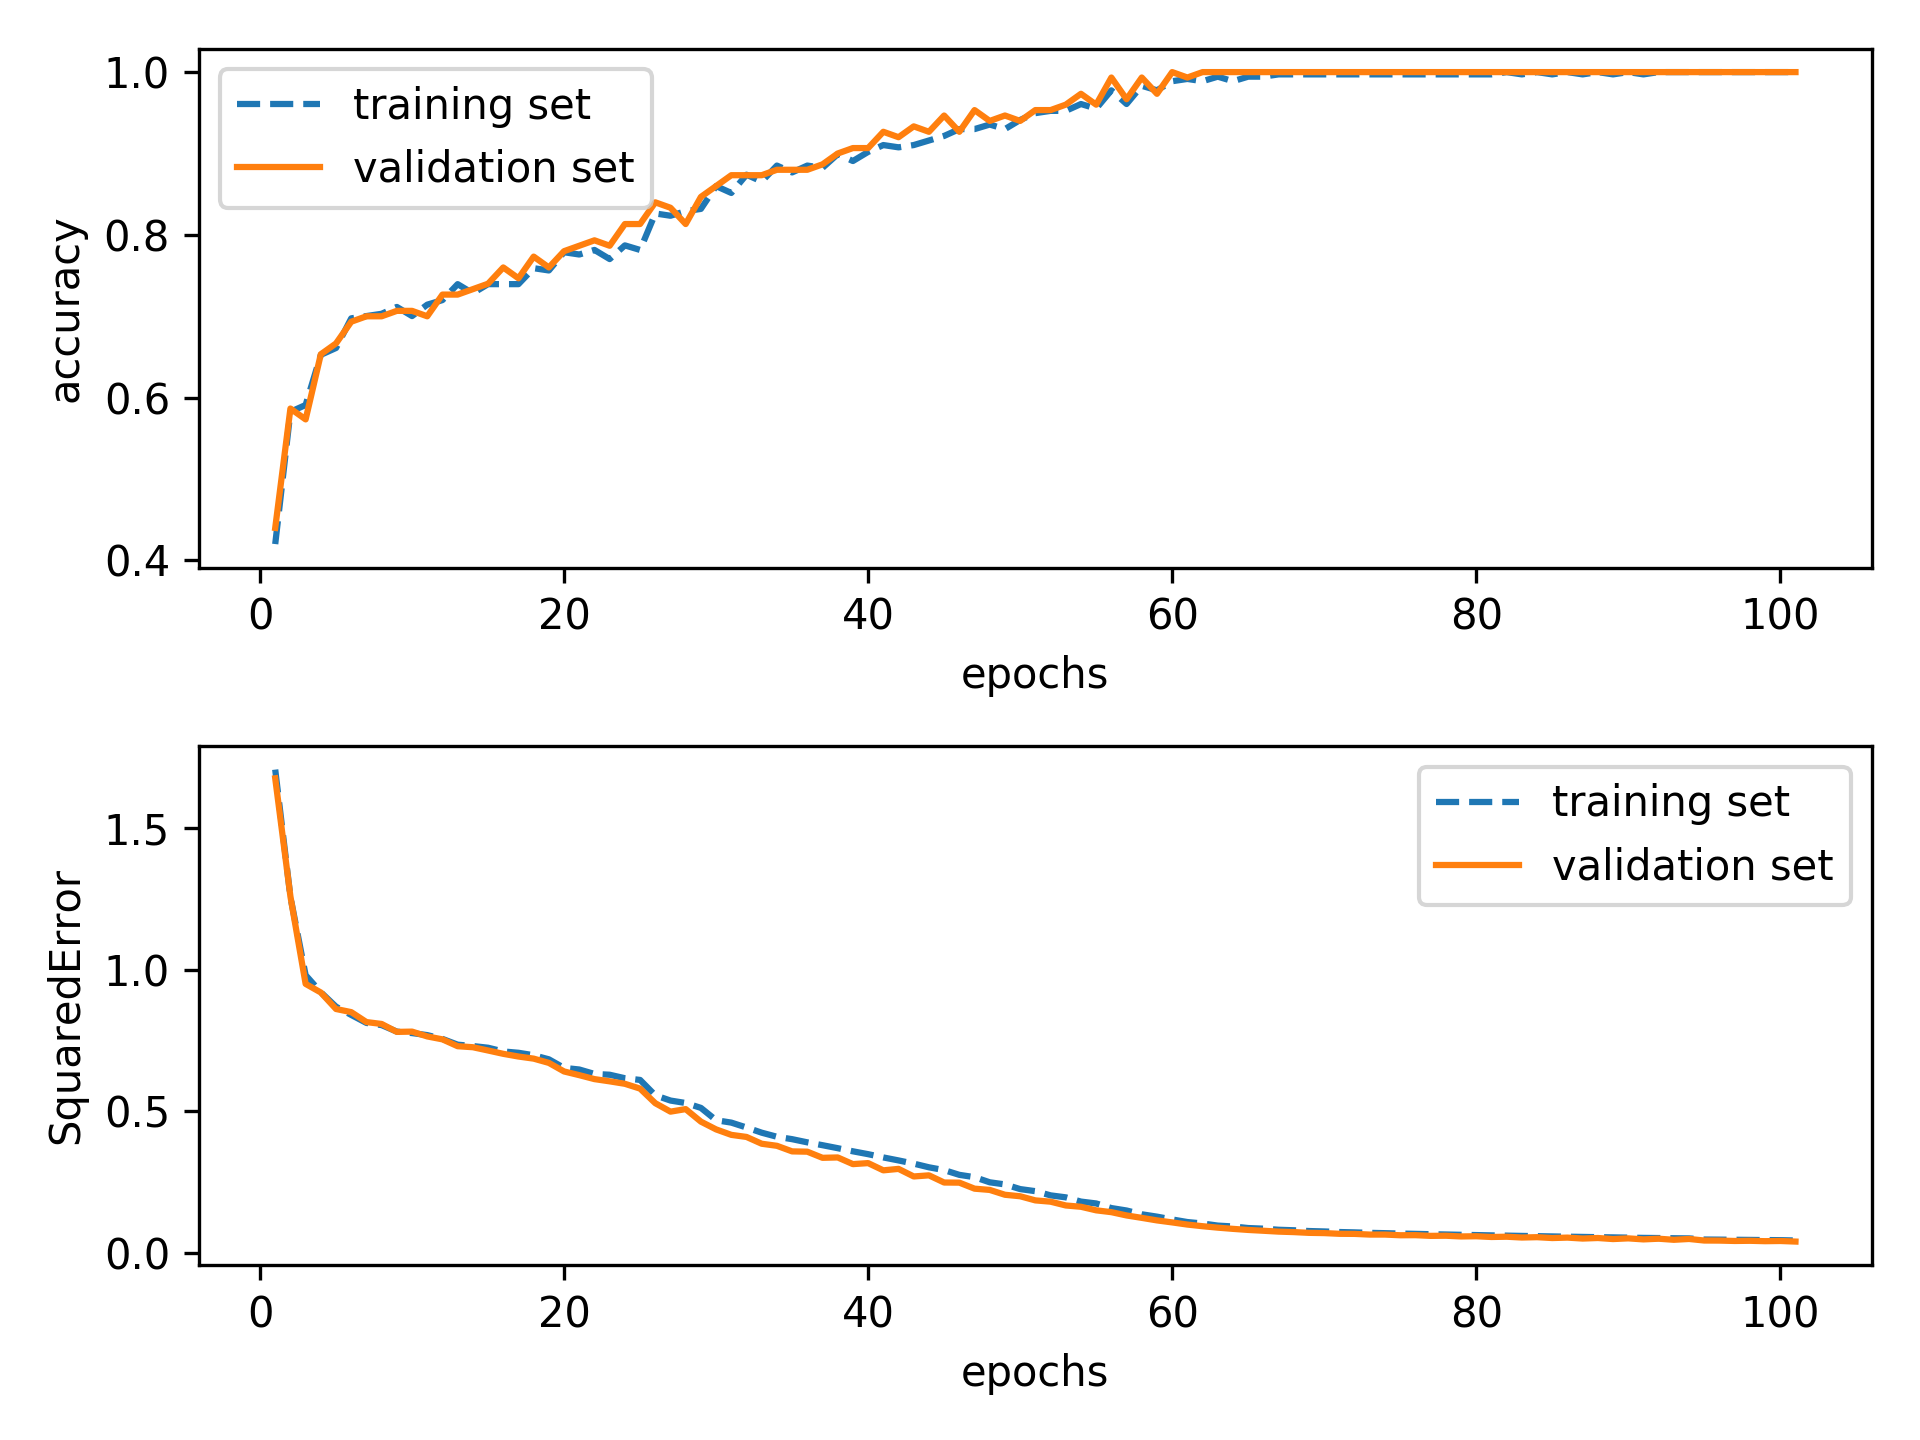 1.0
0.8
0.6
0.4
accuracy
training set
validation set
0 20 40 60 80 100
epochs
1.5
1.0
0.5
0.0
SquaredError
training set
validation set
0 20 40 60 80 100
epochs